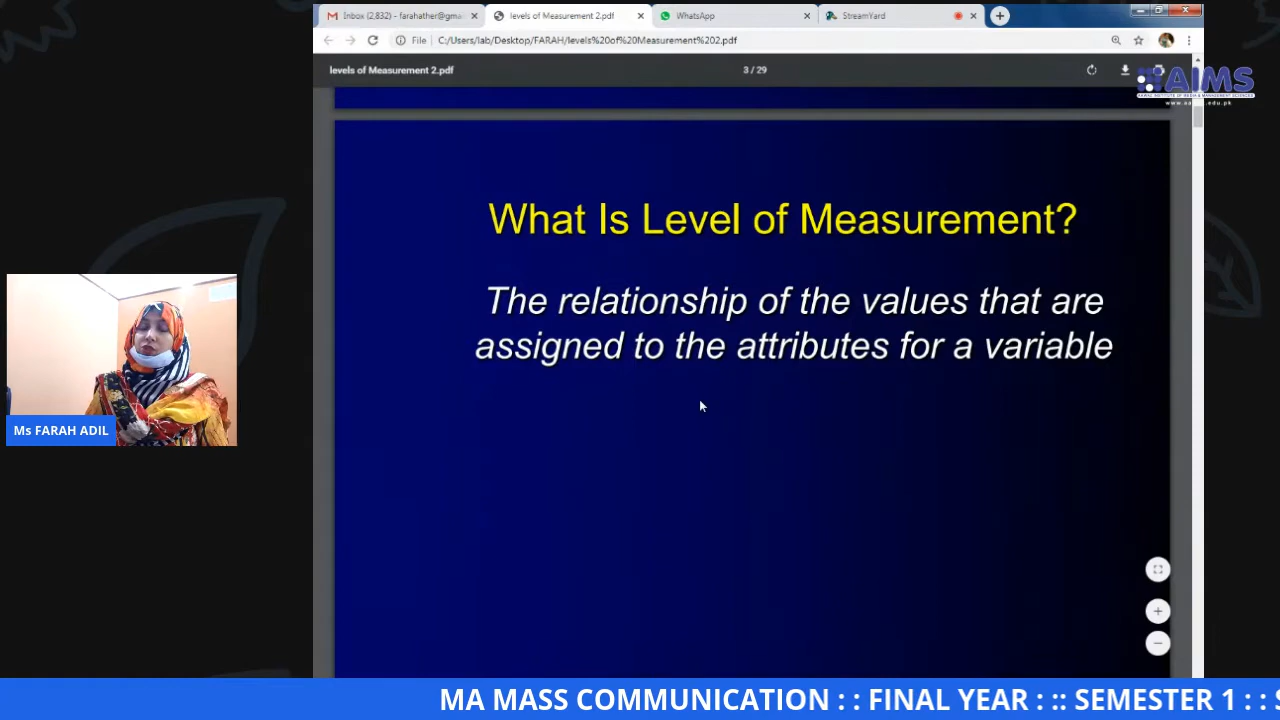 Inbox (2,832) - farahather@gma
levels of Measurement 2.pdf
WhatsApp
StreamYard
File
C:/Users/lab/Desktop/FARAH/levels%20of%20Measurement%202.pdf
levels of Measurement 2.pdf
3 / 29
AIMS
What Is Level of Measurement?
The relationship of the values that are
assigned to the attributes for a variable
Ms FARAH ADIL
MA MASS COMMUNICATION : : FINAL YEAR : :: SEMESTER 1 : : S